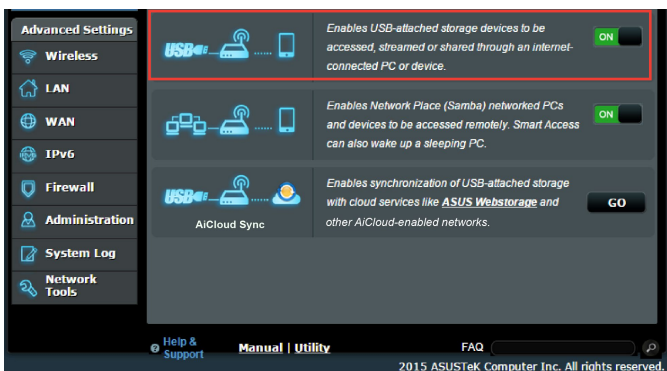 Advanced Settings
Wireless
LAN
WAN
IPv6
Firewall
Administration
System Log
Network
Tools
USB
Enables USB-attached storage devices to be
accessed, streamed or shared through an internet-
connected PC or device.
ON
Enables Network Place (Samba) networked PCs
and devices to be accessed remotely. Smart Access
can also wake up a sleeping PC.
ON
USB
AiCloud Sync
Enables synchronization of USB-attached storage
with cloud services like ASUS Webstorage and
other AiCloud-enabled networks.
GO
Help &
Support
Manual | Utility
FAQ
2015 ASUSTeK Computer Inc. All rights reserved.